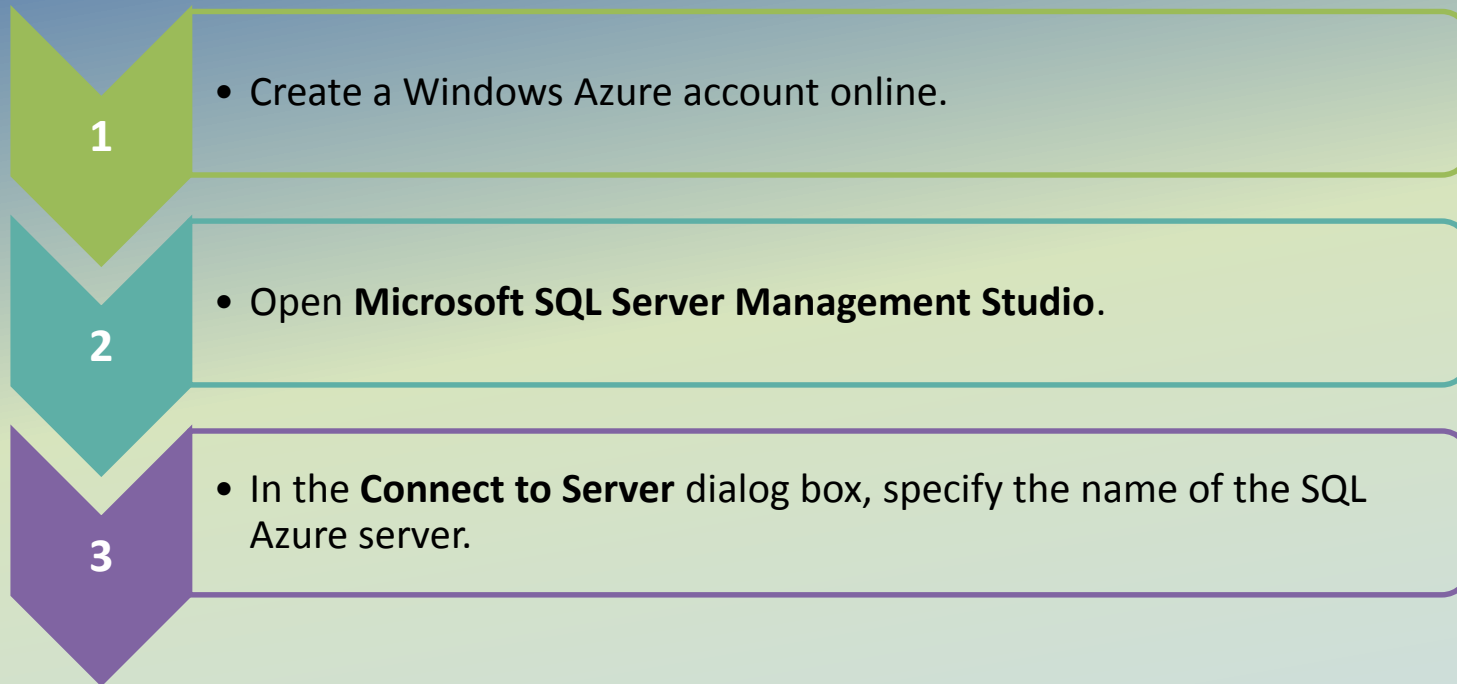 1
• Create a Windows Azure account online.
2
• Open Microsoft SQL Server Management Studio.
3
• In the Connect to Server dialog box, specify the name of the SQL
Azure server.